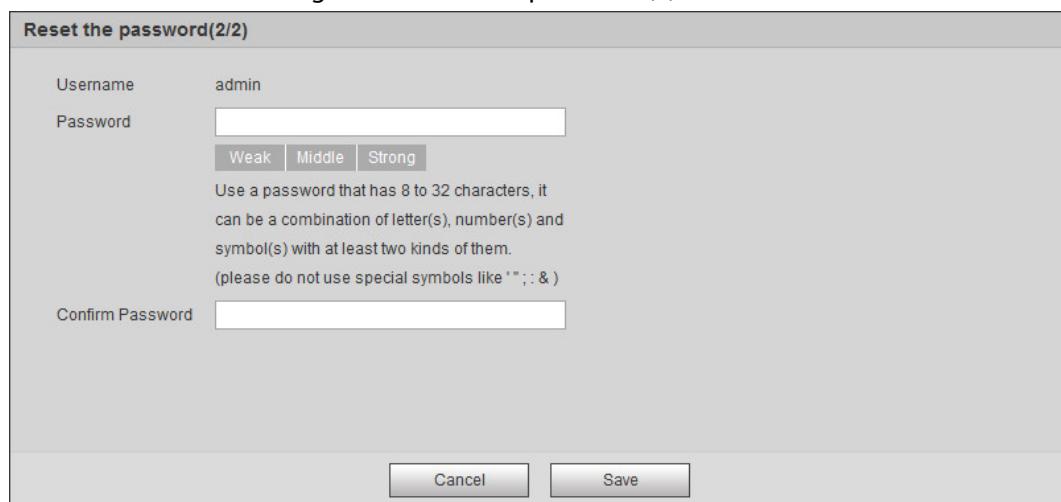 Reset the password(2/2)
Username admin
Password
Weak Middle Strong
Use a password that has 8 to 32 characters, it
can be a combination of letter(s), number(s) and
symbol(s) with at least two kinds of them.
(please do not use special symbols like ' " ; : & )
Confirm Password
Cancel Save